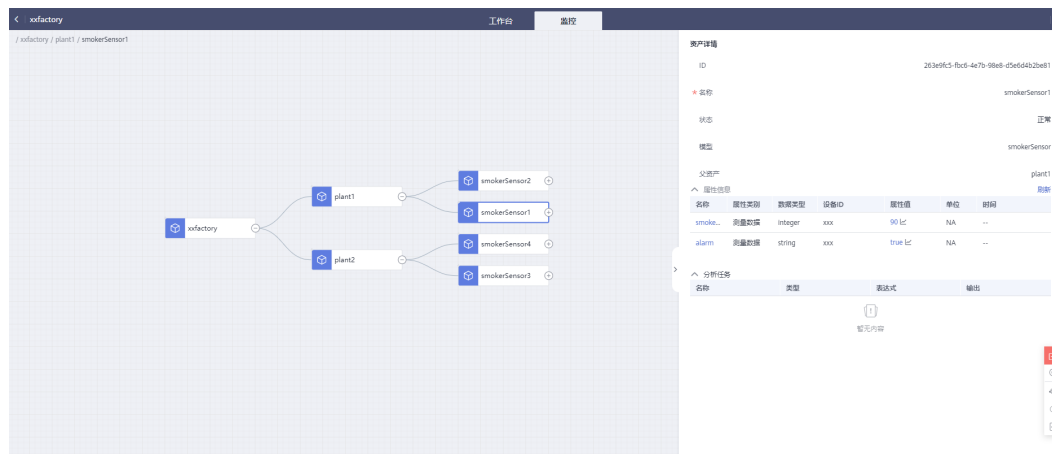 xxfactory
工作台
监控
/ xxfactory / plant1 / smokerSensor1
xxfactory
plant1
plant2
smokerSensor2
smokerSensor1
smokerSensor4
smokerSensor3
资产详情
ID 263e9fc5-fbc6-4e7b-98e8-d5e6d4b2be81
* 名称 smokerSensor1
状态 正常
模型 smokerSensor
父资产 plant1
属性信息 刷新
名称 属性类别 数据类型 设备ID 属性值 单位 时间
smoke... 测量数据 Integer xxx 90 NA --
alarm 测量数据 string xxx true NA --
分析任务
名称 类型 表达式 输出
暂无内容